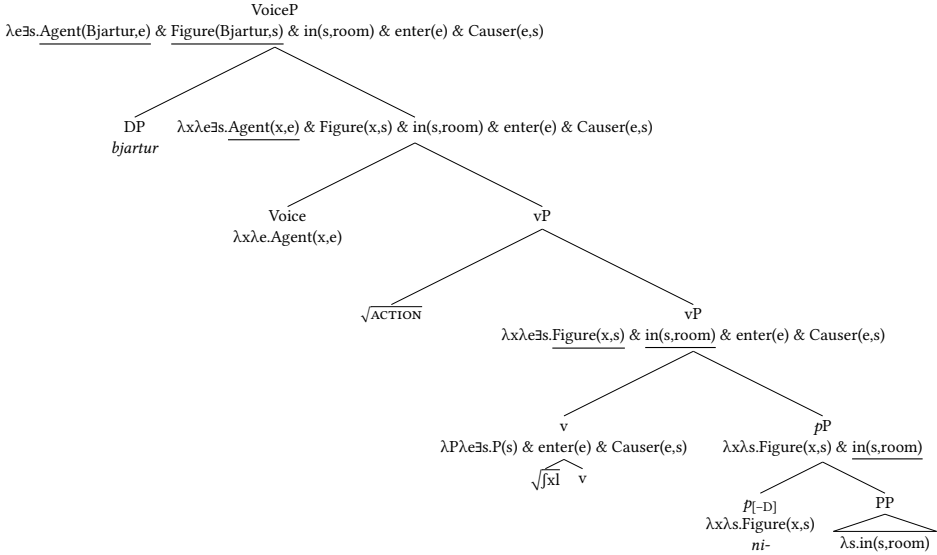 VoiceP
λe∃s.Agent(Bjartur,e) & Figure(Bjartur,s) & in(s,room) & enter(e) & Causer(e,s)
DP
bjartur
λxλe∃s.Agent(x,e) & Figure(x,s) & in(s,room) & enter(e) & Causer(e,s)
Voice
λxλe.Agent(x,e)
vP
√ACTION
vP
λxλe∃s.Figure(x,s) & in(s,room) & enter(e) & Causer(e,s)
v
λPλe∃s.P(s) & enter(e) & Causer(e,s)
√ʃxl v
pP
λxλs.Figure(x,s) & in(s,room)
p[–D]
λxλs.Figure(x,s)
ni-
PP
λs.in(s,room)